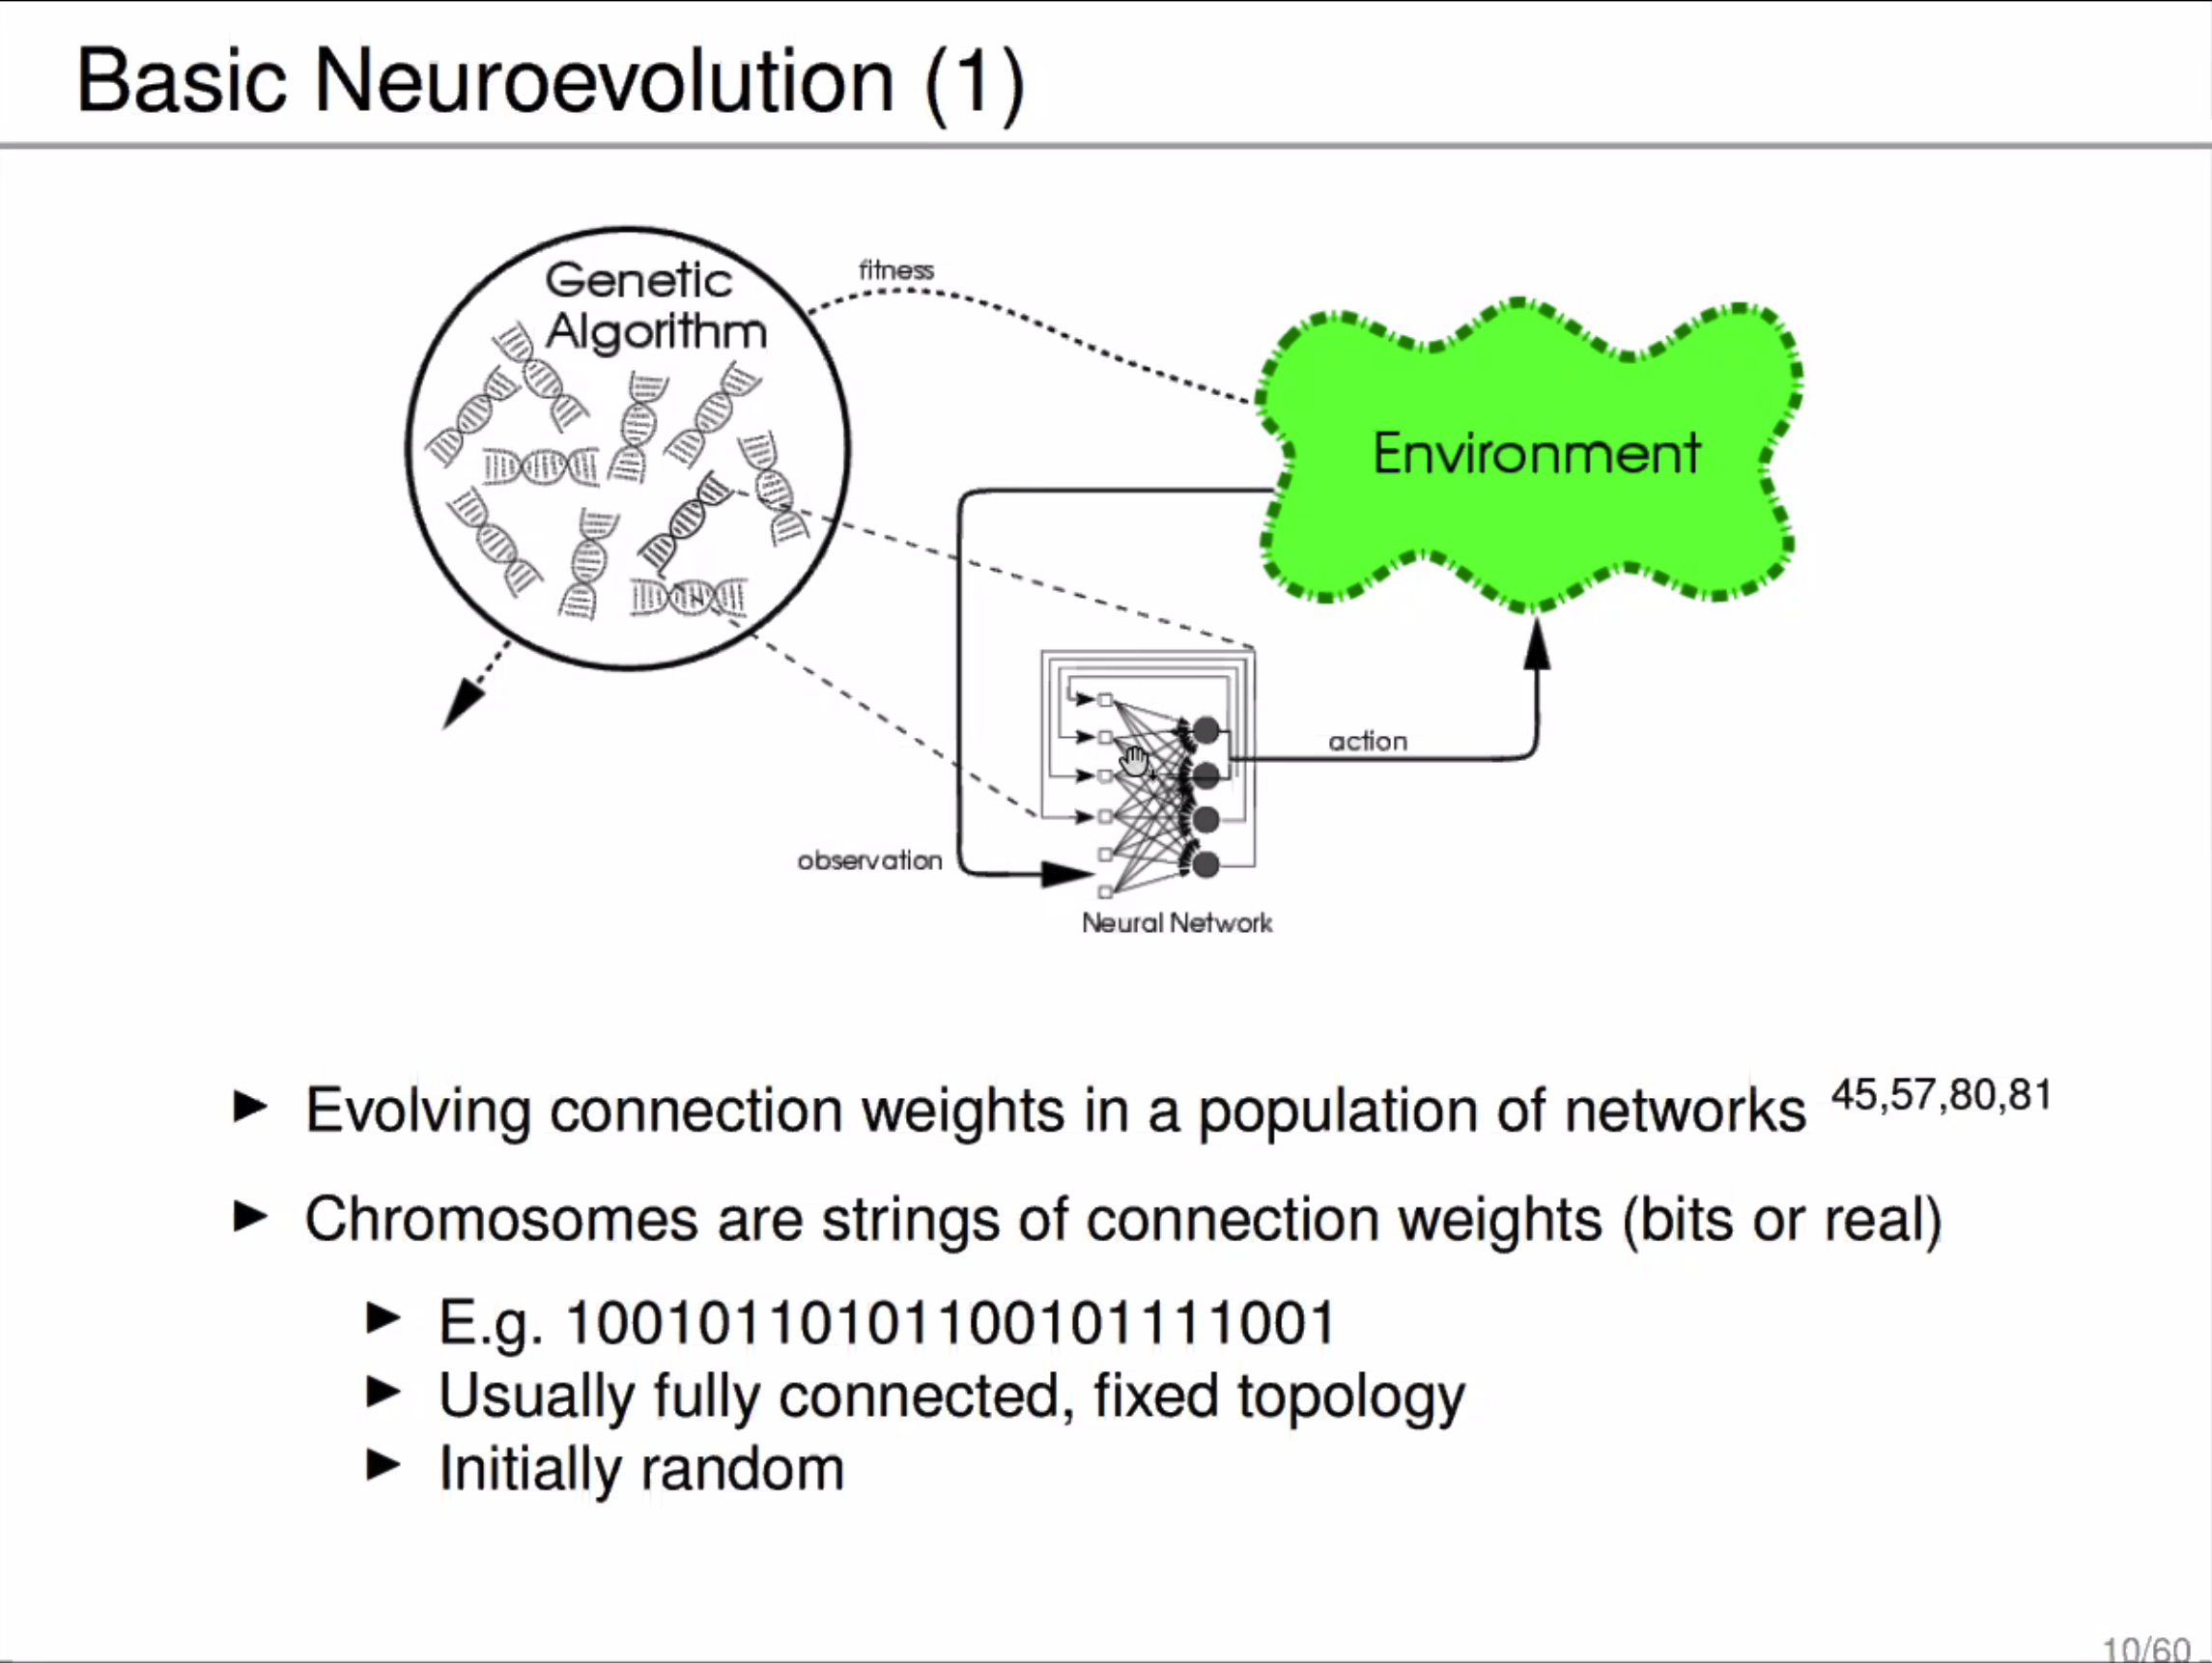 Basic Neuroevolution (1)
Genetic
Algorithm
fitness
Environment
action
observation
Neural Network
Evolving connection weights in a population of networks 45,57,80,81
Chromosomes are strings of connection weights (bits or real)
E.g. 10010110101100101111001
Usually fully connected, fixed topology
Initially random
10/60